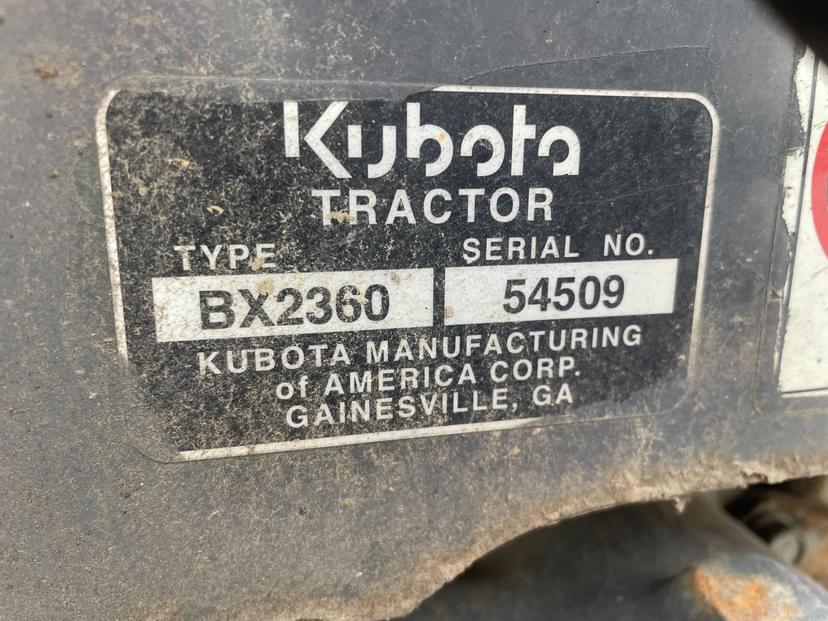 Kubota
TRACTOR
TYPE SERIAL NO.
BX2360 54509
KUBOTA MANUFACTURING
of AMERICA CORP.
GAINESVILLE, GA